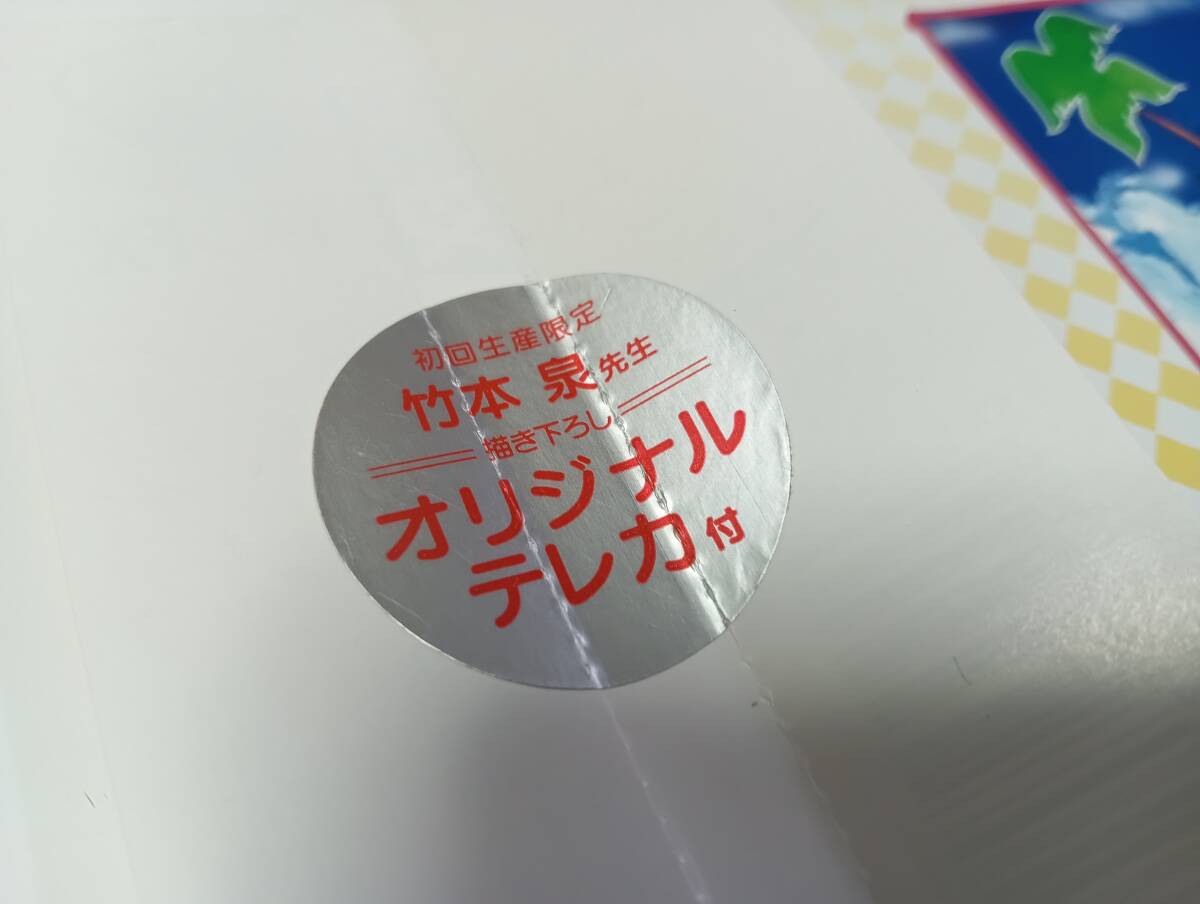 初回生産限定
竹本 泉先生
描き下ろし
オリジナル
テレカ付